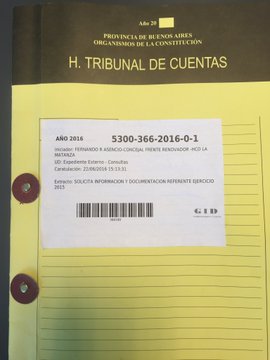 Año 20
PROVINCIA DE BUENOS AIRES
ORGANISMOS DE LA CONSTITUCIÓN
H. TRIBUNAL DE CUENTAS
AÑO 2016 5300-366-2016-0-1
Iniciador: FERNANDO R ASENCIO-CONCEJAL FRENTE RENOVADOR -HCD LA
MATANZA
UD: Expediente Externo - Consultas
Caratulación: 22/06/2016 15:13:31
Extracto: SOLICITA INFORMACION Y DOCUMENTACION REFERENTE EJERCICIO
2015
GID